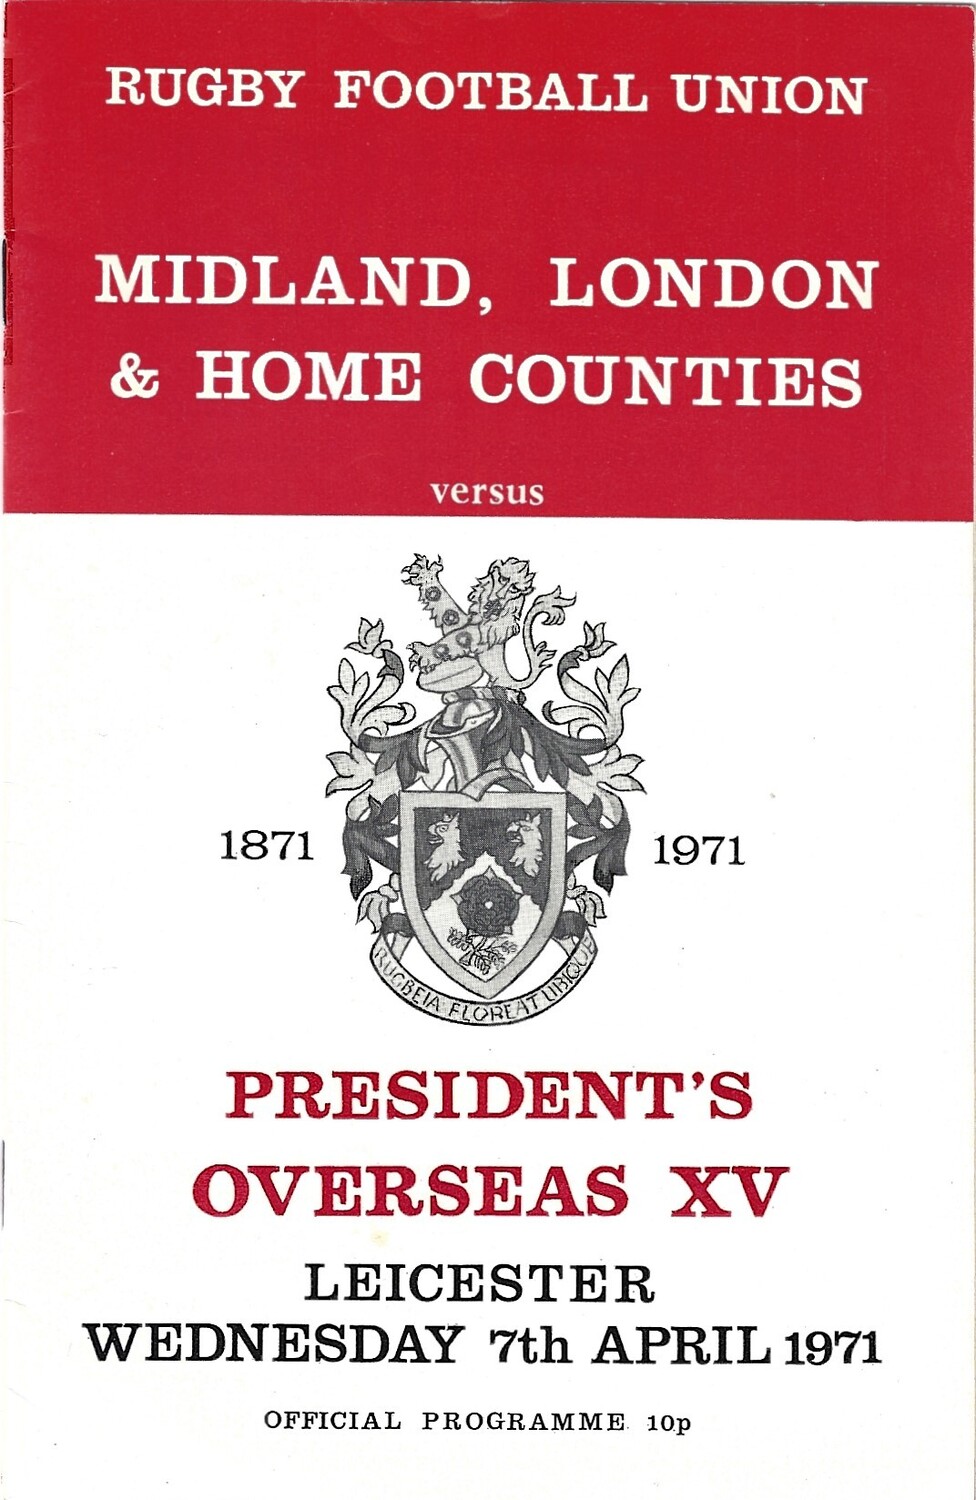 RUGBY FOOTBALL UNION
MIDLAND, LONDON
& HOME COUNTIES
versus
1871
1971
RUGBEIA FLOREAT UBIQUE
PRESIDENT'S
OVERSEAS XV
LEICESTER
WEDNESDAY 7th APRIL 1971
OFFICIAL PROGRAMME 10p